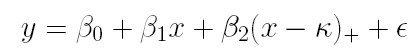 y = β₀ + β₁x + β₂(x − κ)₊ + ϵ